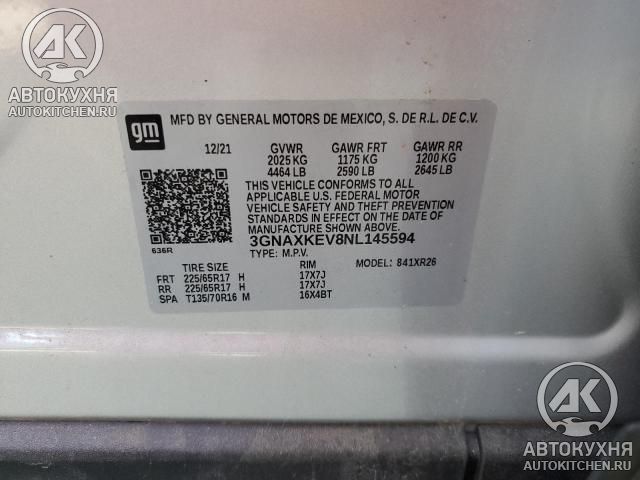 AK
АВТОКУХНЯ
AUTOKITCHEN.RU
gm
MFD BY GENERAL MOTORS DE MEXICO, S. DE R.L. DE C.V.
12/21 GVWR GAWR FRT GAWR RR
2025 KG 1175 KG 1200 KG
4464 LB 2590 LB 2645 LB
THIS VEHICLE CONFORMS TO ALL
APPLICABLE U.S. FEDERAL MOTOR
VEHICLE SAFETY AND THEFT PREVENTION
STANDARDS IN EFFECT ON THE DATE OF
MANUFACTURE SHOWN ABOVE.
636R 3GNAXKEV8NL145594
TYPE: M.P.V. MODEL: 841XR26
TIRE SIZE RIM
FRT 225/65R17 H 17X7J
RR 225/65R17 H 17X7J
SPA T135/70R16 M 16X4BT
AK
АВТОКУХНЯ
AUTOKITCHEN.RU